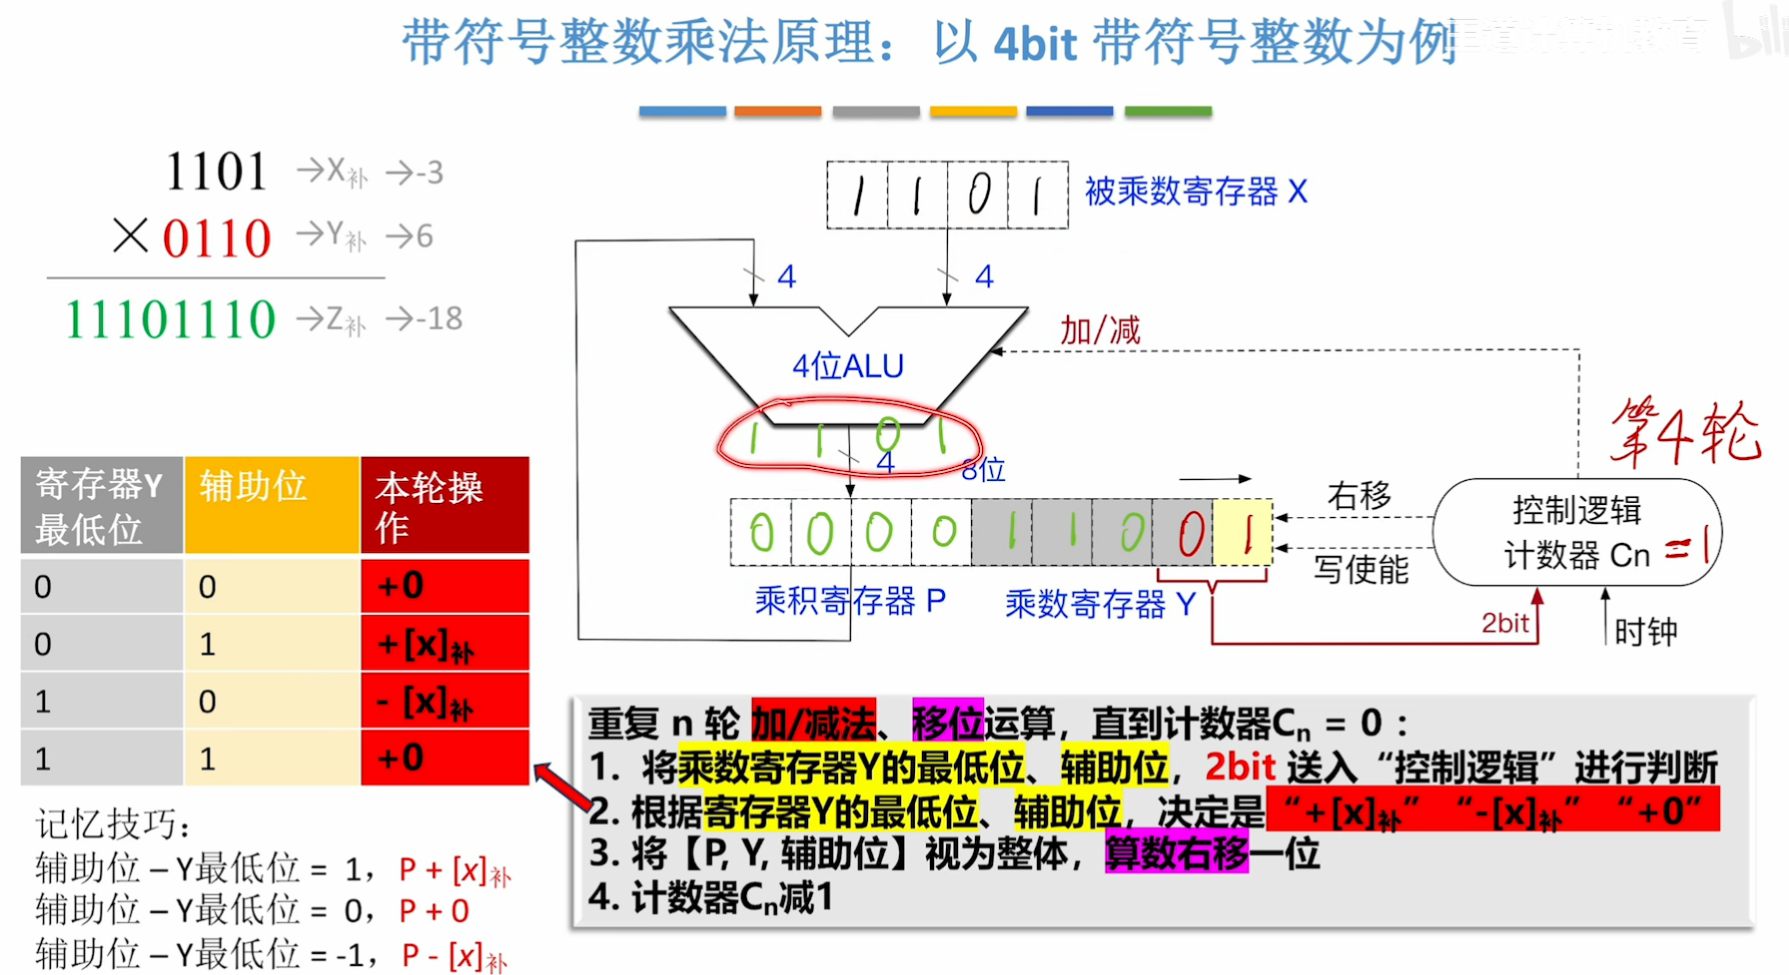 带符号整数乘法原理：以 4bit 带符号整数为例
王道计算机教育
bili
1101 →X补 →-3
×0110 →Y补 →6
11101110 →Z补 →-18
1 1 0 1 被乘数寄存器 X
4 4
加/减
4位ALU
1 1 0 1
4 8位
第4轮
0 0 0 0 1 1 0 0 1
右移
写使能
控制逻辑
计数器 Cn =1
乘积寄存器 P 乘数寄存器 Y
2bit 时钟
寄存器Y最低位 辅助位 本轮操作
0 0 +0
0 1 +[x]补
1 0 - [x]补
1 1 +0
记忆技巧：
辅助位 – Y最低位 = 1， P + [x]补
辅助位 – Y最低位 = 0， P + 0
辅助位 – Y最低位 = -1， P - [x]补
重复 n 轮 加/减法、移位运算，直到计数器Cn = 0：
1. 将乘数寄存器Y的最低位、辅助位，2bit 送入“控制逻辑”进行判断
2. 根据寄存器Y的最低位、辅助位，决定是 “+[x]补” “-[x]补” “+0”
3. 将【P, Y, 辅助位】视为整体，算数右移一位
4. 计数器Cn减1